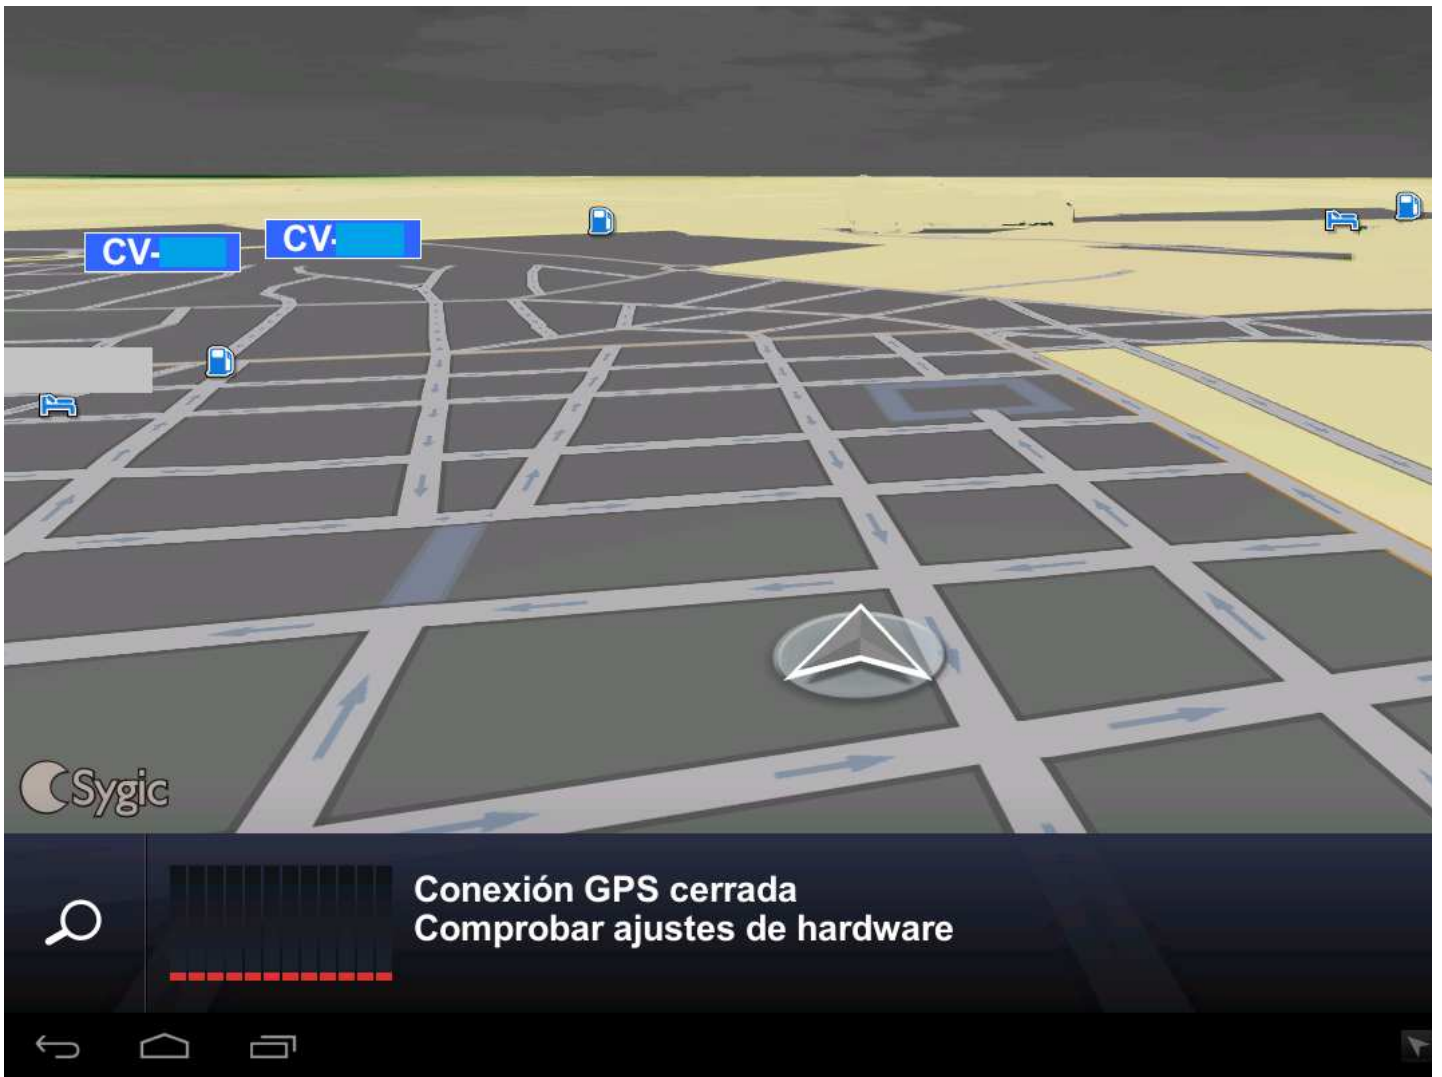 CV-
CV-
Sygic
Conexión GPS cerrada
Comprobar ajustes de hardware